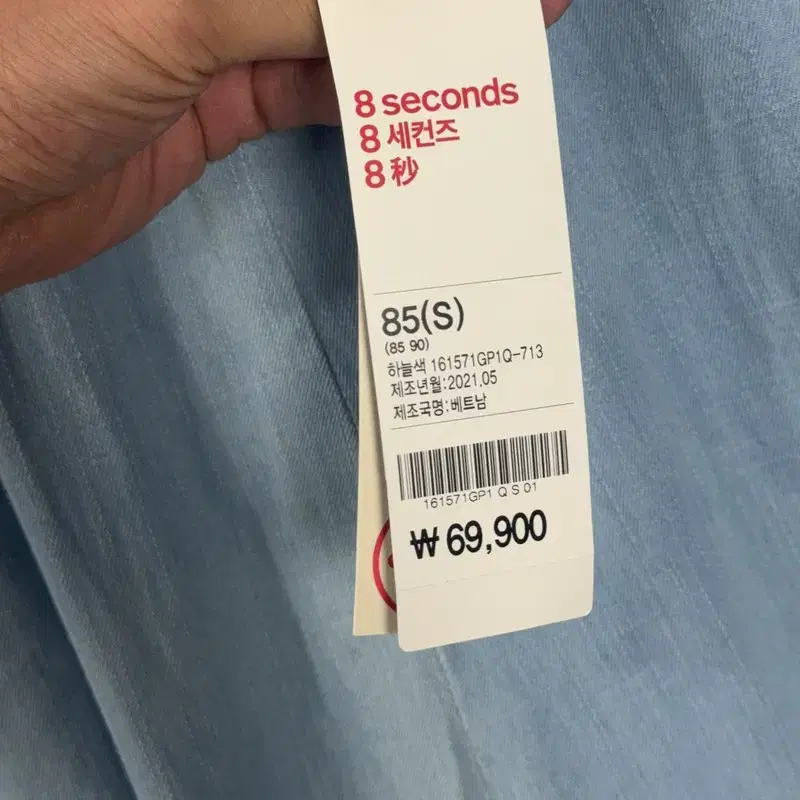 8 seconds
8 세컨즈
8 秒
85(S)
(85 90)
하늘색 161571GP1Q-713
제조년월:2021.05
제조국명:베트남
161571GP1 Q S 01
₩ 69,900